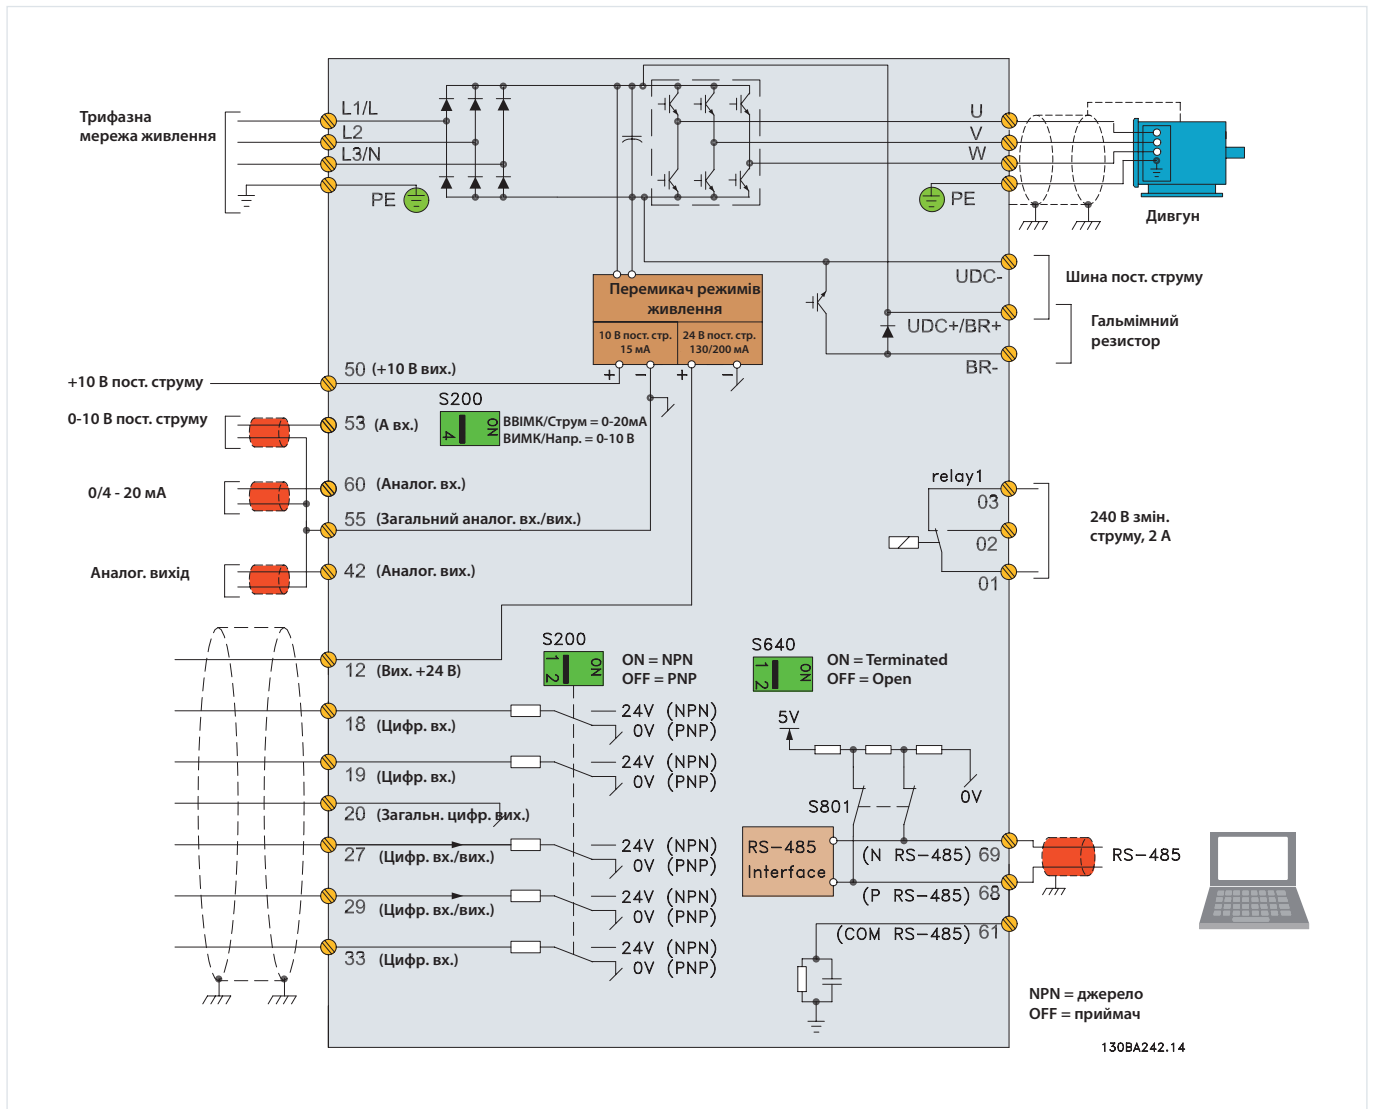 Трифазна
мережа живлення
L1/L
L2
L3/N
PE
U
V
W
PE
Дивгун
UDC-
Шина пост. струму
UDC+/BR+
Гальмімний
резистор
BR-
Перемикач режимів
живлення
10 В пост. стр.
15 мА
24 В пост. стр.
130/200 мА
+ − + −
+10 В пост. струму
50 (+10 В вих.)
0-10 В пост. струму
53 (А вх.)
S200
ON
4
ВВІМК/Струм = 0-20мА
ВИМК/Напр. = 0-10 В
0/4 - 20 мА
60 (Аналог. вх.)
55 (Загальний аналог. вх./вих.)
Аналог. вихід
42 (Аналог. вих.)
relay1
03
02
01
240 В змін.
струму, 2 А
12 (Вих. +24 В)
S200
ON
1 2
ON = NPN
OFF = PNP
S640
ON
1 2
ON = Terminated
OFF = Open
18 (Цифр. вх.)
24V (NPN)
0V (PNP)
19 (Цифр. вх.)
24V (NPN)
0V (PNP)
20 (Загальн. цифр. вих.)
27 (Цифр. вх./вих.)
24V (NPN)
0V (PNP)
29 (Цифр. вх./вих.)
24V (NPN)
0V (PNP)
33 (Цифр. вх.)
24V (NPN)
0V (PNP)
5V
0V
S801
RS-485
Interface
(N RS-485) 69
(P RS-485) 68
(COM RS-485) 61
RS-485
NPN = джерело
OFF = приймач
130BA242.14